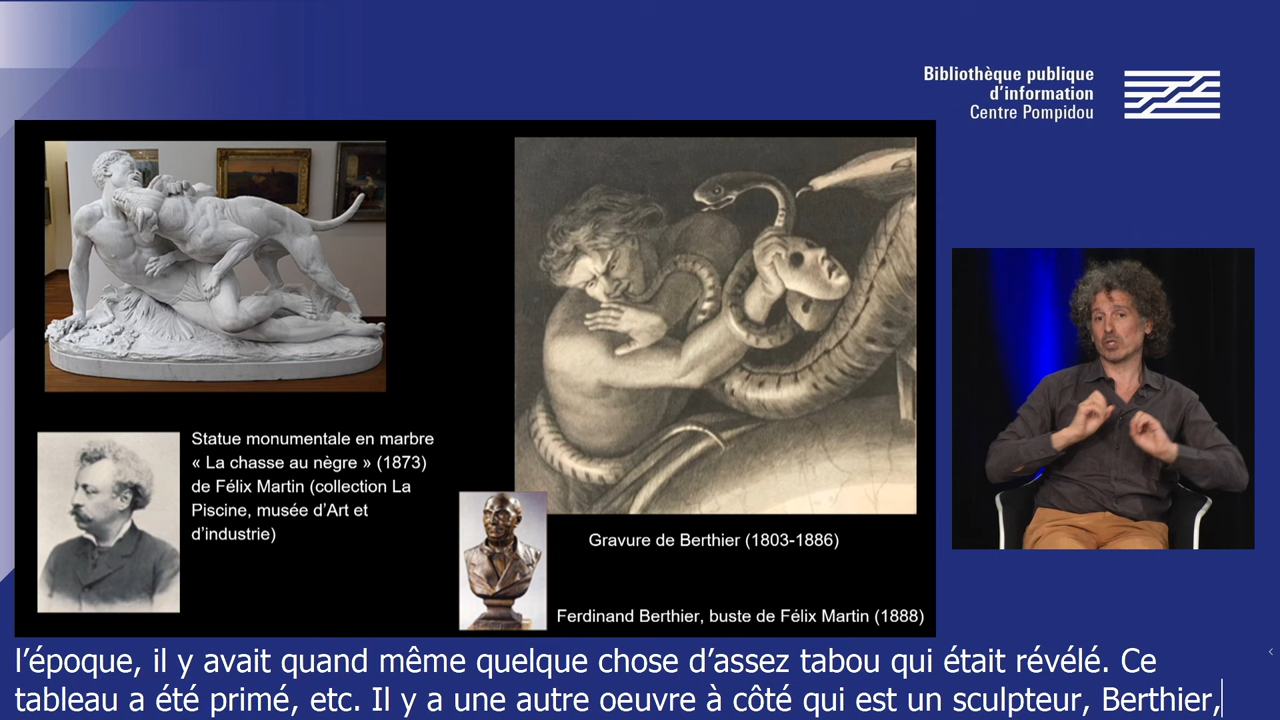 Bibliothèque publique
d'information
Centre Pompidou
Statue monumentale en marbre
« La chasse au nègre » (1873)
de Félix Martin (collection La
Piscine, musée d'Art et
d'industrie)
Gravure de Berthier (1803-1886)
Ferdinand Berthier, buste de Félix Martin (1888)
l'époque, il y avait quand même quelque chose d'assez tabou qui était révélé. Ce
tableau a été primé, etc. Il y a une autre oeuvre à côté qui est un sculpteur, Berthier,